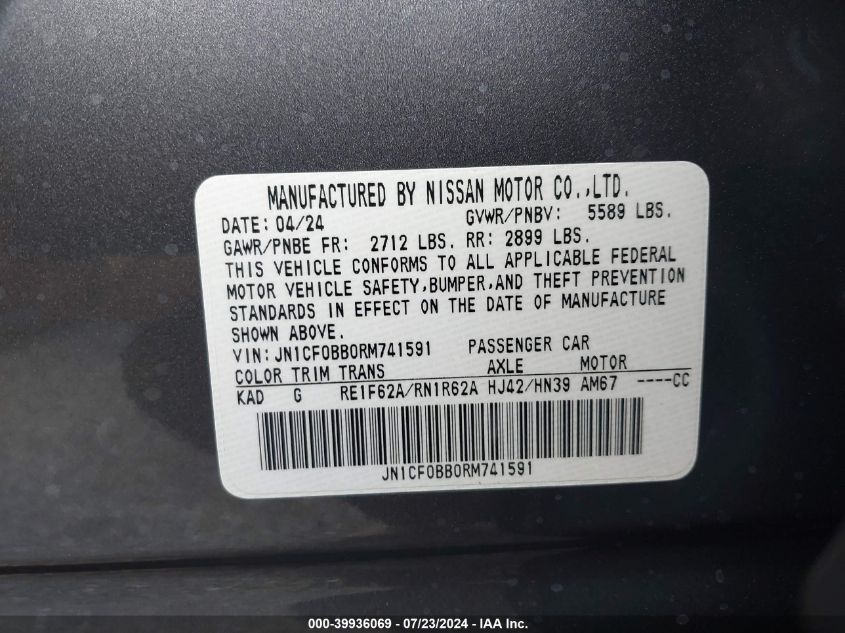 MANUFACTURED BY NISSAN MOTOR CO.,LTD.
DATE: 04/24 GVWR/PNBV: 5589 LBS.
GAWR/PNBE FR: 2712 LBS. RR: 2899 LBS.
THIS VEHICLE CONFORMS TO ALL APPLICABLE FEDERAL
MOTOR VEHICLE SAFETY,BUMPER,AND THEFT PREVENTION
STANDARDS IN EFFECT ON THE DATE OF MANUFACTURE
SHOWN ABOVE.
VIN: JN1CF0BB0RM741591 PASSENGER CAR
COLOR TRIM TRANS AXLE MOTOR
KAD G RE1F62A/RN1R62A HJ42/HN39 AM67 ----CC
JN1CF0BB0RM741591
000-39936069 / 07/23/2024 - IAA Inc.